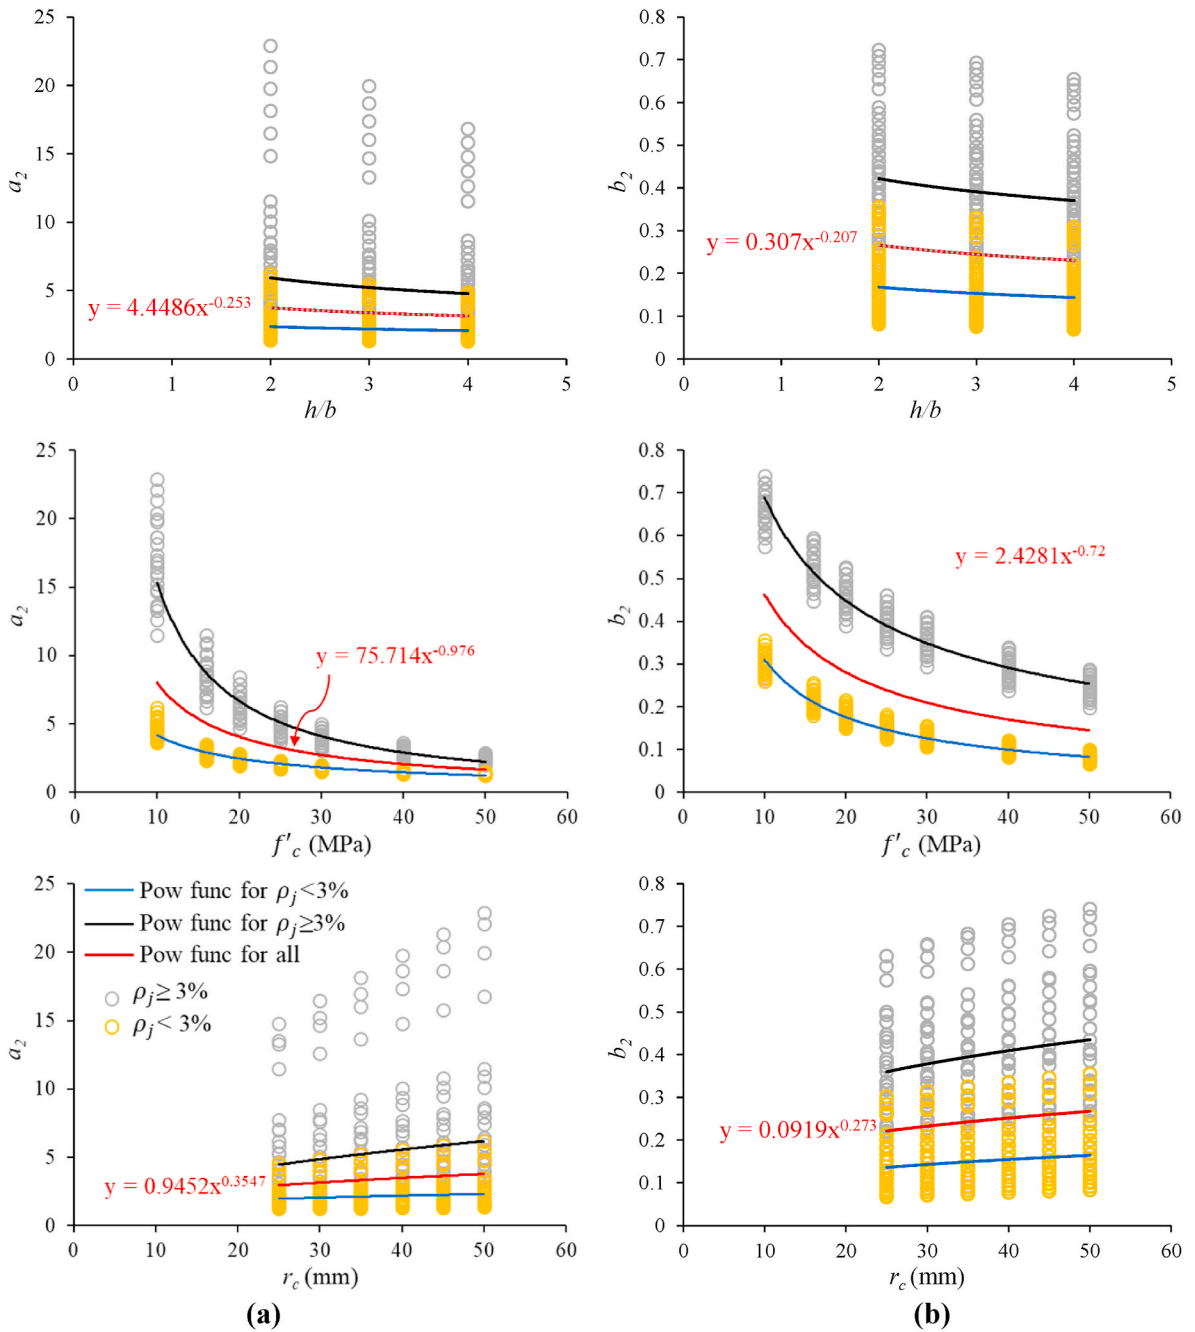 25
20
15
10
5
0
a₂
y = 4.4486x^-0.253
0 1 2 3 4 5
h/b
0.8
0.7
0.6
0.5
0.4
0.3
0.2
0.1
0
b₂
y = 0.307x^-0.207
0 1 2 3 4 5
h/b
25
20
15
10
5
0
a₂
y = 75.714x^-0.976
0 10 20 30 40 50 60
f′c (MPa)
0.8
0.7
0.6
0.5
0.4
0.3
0.2
0.1
0
b₂
y = 2.4281x^-0.72
0 10 20 30 40 50 60
f′c (MPa)
25
20
15
10
5
0
a₂
Pow func for ρj<3%
Pow func for ρj≥3%
Pow func for all
ρj≥ 3%
ρj< 3%
y = 0.9452x^0.3547
0 10 20 30 40 50 60
rc (mm)
(a)
0.8
0.7
0.6
0.5
0.4
0.3
0.2
0.1
0
b₂
y = 0.0919x^0.273
0 10 20 30 40 50 60
rc (mm)
(b)